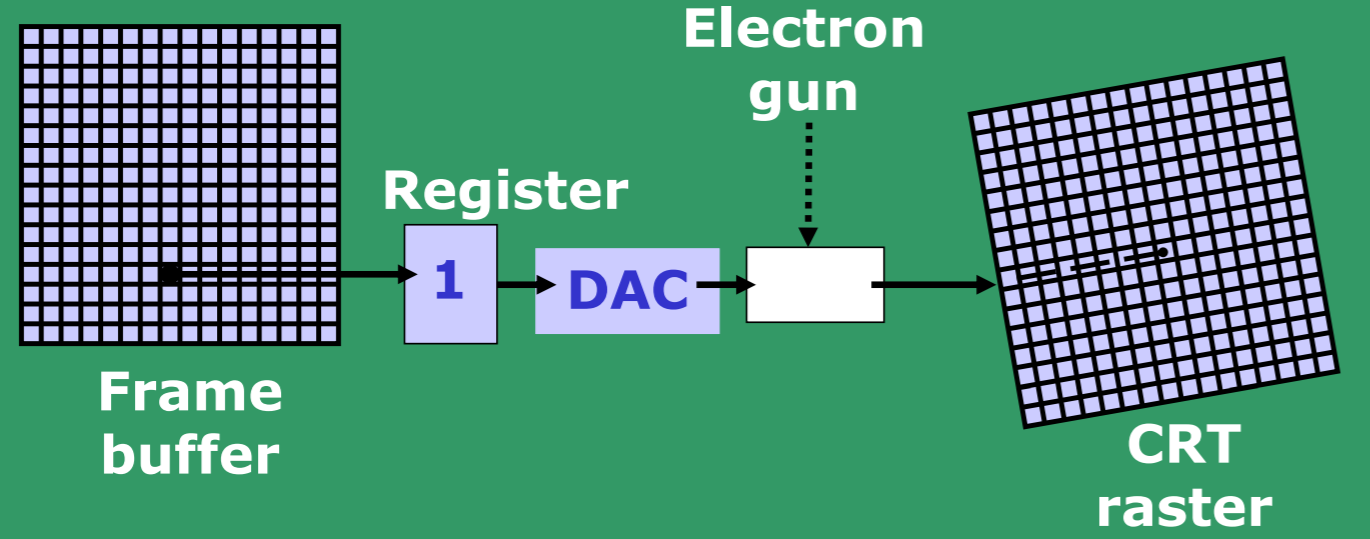 Electron
gun
Register
1
DAC
Frame
buffer
CRT
raster